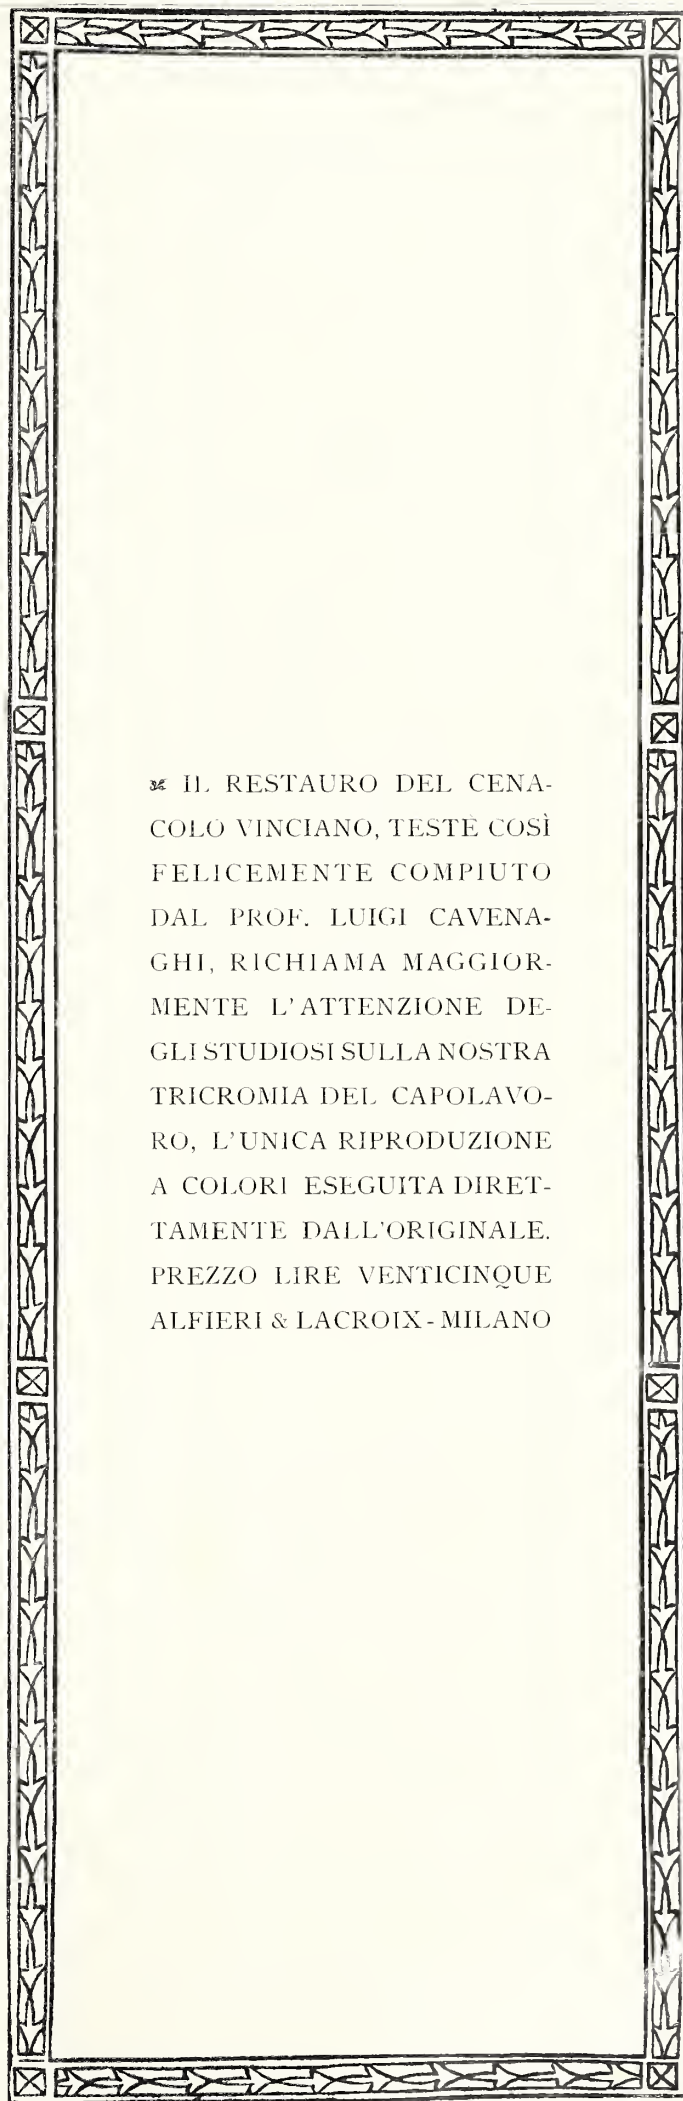 IL RESTAURO DEL CENA-
COLO VINCIANO, TESTÈ COSÌ
FELICEMENTE COMPIUTO
DAL PROF. LUIGI CAVENA-
GHI, RICHIAMA MAGGIOR-
MENTE L'ATTENZIONE DE-
GLI STUDIOSI SULLA NOSTRA
TRICROMIA DEL CAPOLAVO-
RO, L'UNICA RIPRODUZIONE
A COLORI ESEGUITA DIRET-
TAMENTE DALL'ORIGINALE.
PREZZO LIRE VENTICINQUE
ALFIERI & LACROIX - MILANO